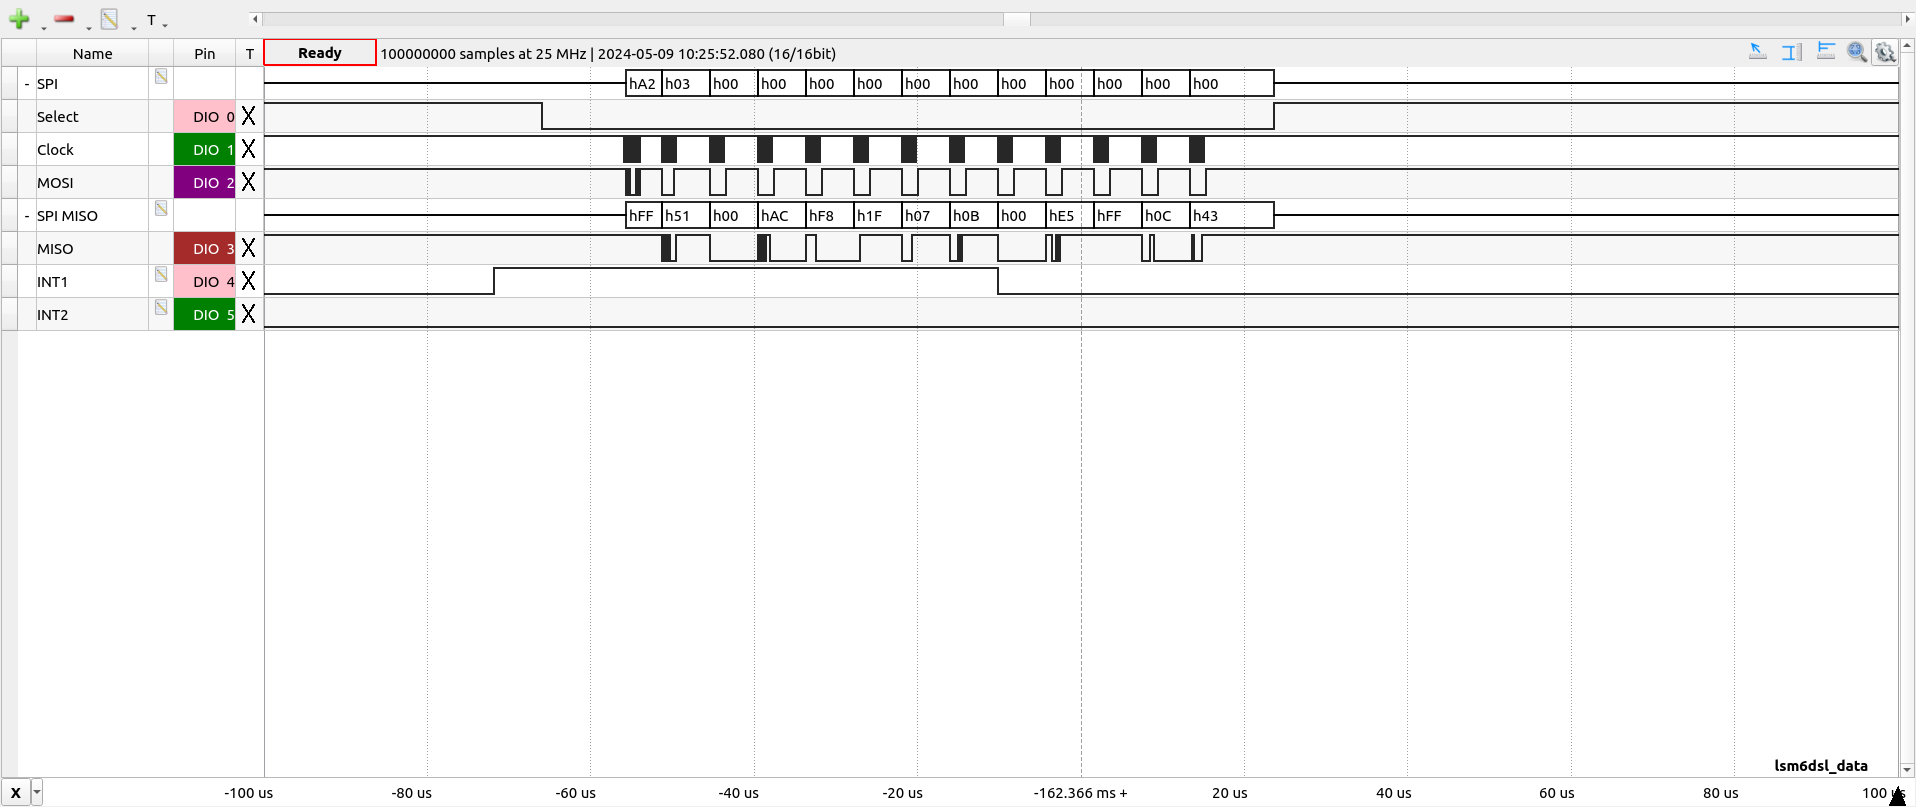 T
Name Pin T Ready 100000000 samples at 25 MHz | 2024-05-09 10:25:52.080 (16/16bit)
- SPI hA2 h03 h00 h00 h00 h00 h00 h00 h00 h00 h00 h00 h00
Select DIO 0 X
Clock DIO 1 X
MOSI DIO 2 X
- SPI MISO hFF h51 h00 hAC hF8 h1F h07 h0B h00 hE5 hFF h0C h43
MISO DIO 3 X
INT1 DIO 4 X
INT2 DIO 5 X
lsm6dsl_data
X -100 us -80 us -60 us -40 us -20 us -162.366 ms + 20 us 40 us 60 us 80 us 100 us